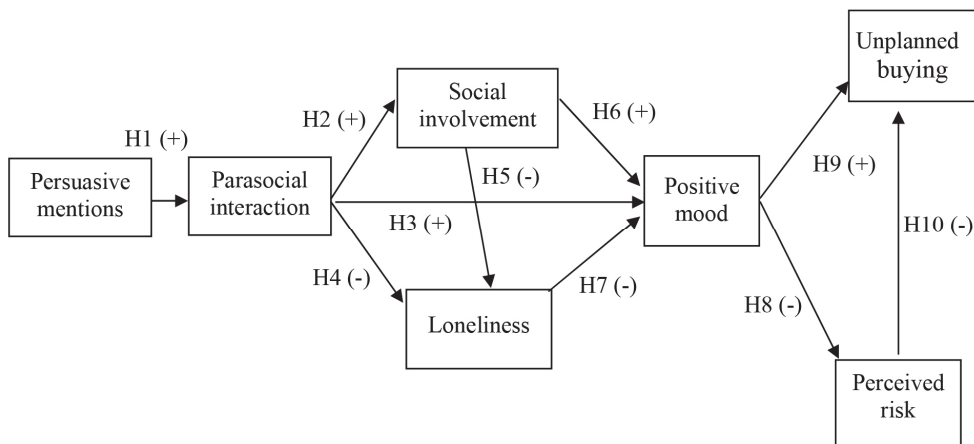 Unplanned
buying
Social
involvement
H2 (+)
H6 (+)
H1 (+)
H9 (+)
H5 (-)
Persuasive
mentions
Parasocial
interaction
Positive
mood
H3 (+)
H10 (-)
H4 (-)
H7 (-)
H8 (-)
Loneliness
Perceived
risk